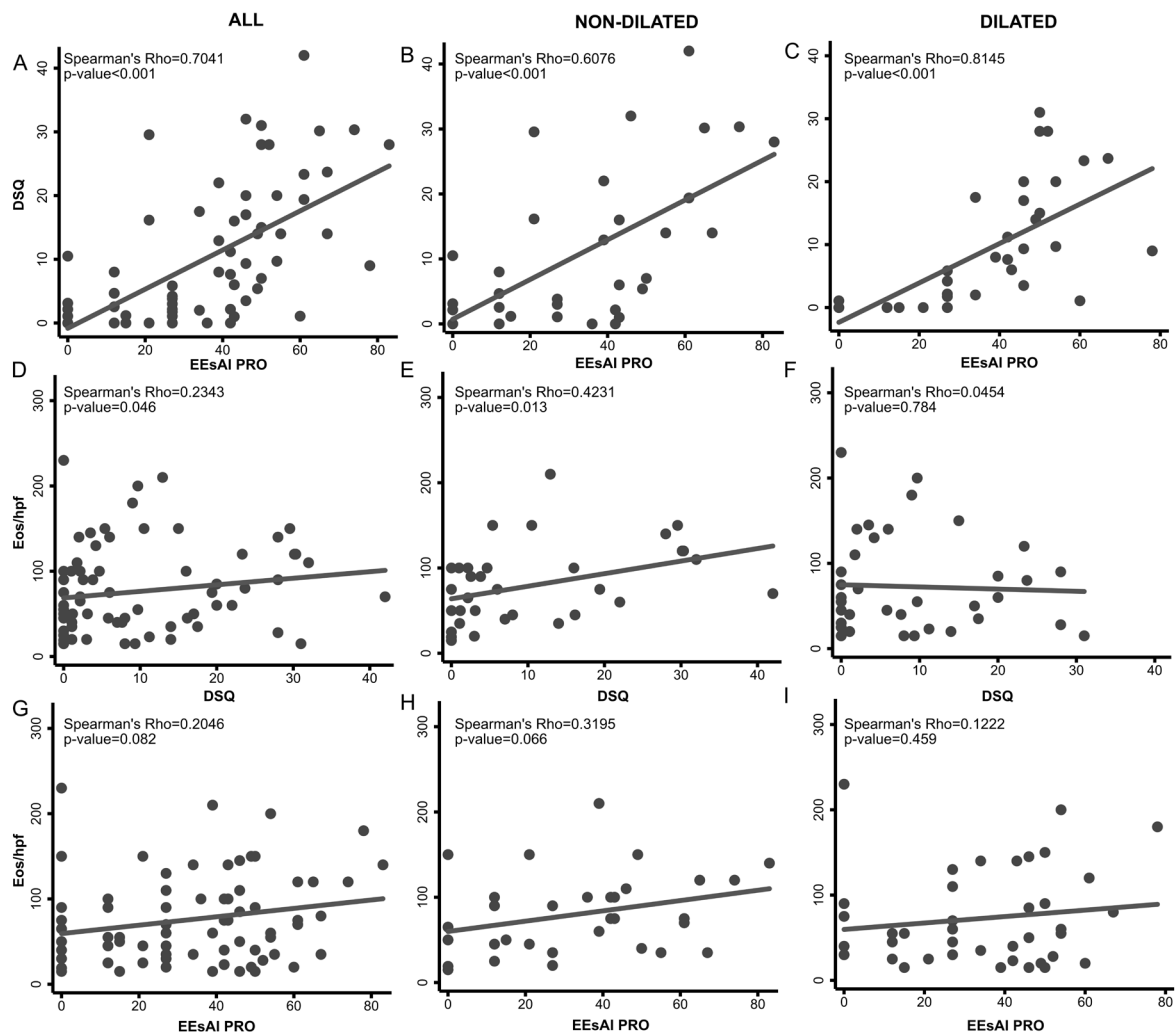 ALL
NON-DILATED
DILATED
A
Spearman's Rho=0.7041
p-value<0.001
DSQ
40
30
20
10
0
0
20
40
60
80
EEsAI PRO
B
Spearman's Rho=0.6076
p-value<0.001
40
30
20
10
0
0
20
40
60
80
EEsAI PRO
C
Spearman's Rho=0.8145
p-value<0.001
40
30
20
10
0
0
20
40
60
80
EEsAI PRO
D
Spearman's Rho=0.2343
p-value=0.046
Eos/hpf
300
200
100
0
0
10
20
30
40
DSQ
E
Spearman's Rho=0.4231
p-value=0.013
300
200
100
0
0
10
20
30
40
DSQ
F
Spearman's Rho=0.0454
p-value=0.784
300
200
100
0
0
10
20
30
40
DSQ
G
Spearman's Rho=0.2046
p-value=0.082
Eos/hpf
300
200
100
0
0
20
40
60
80
EEsAI PRO
H
Spearman's Rho=0.3195
p-value=0.066
300
200
100
0
0
20
40
60
80
EEsAI PRO
I
Spearman's Rho=0.1222
p-value=0.459
300
200
100
0
0
20
40
60
80
EEsAI PRO